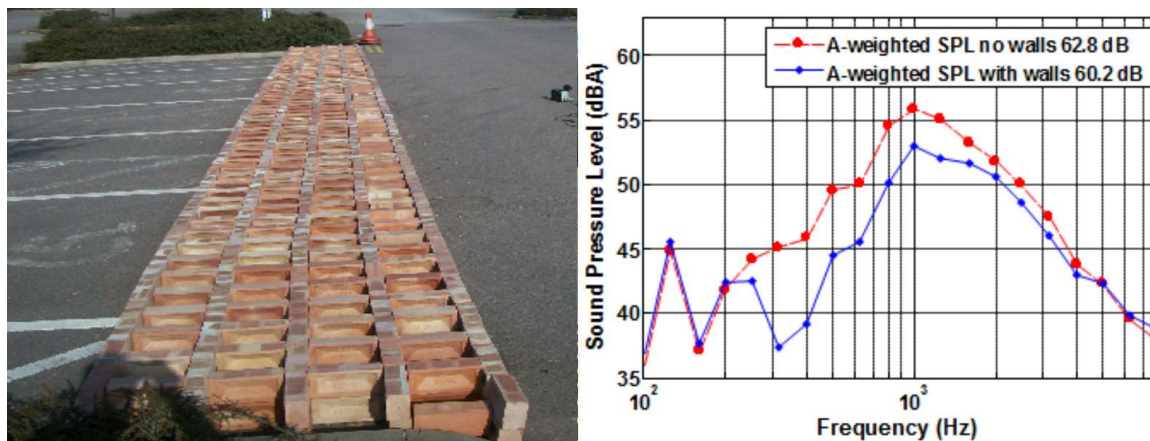 A-weighted SPL no walls 62.8 dB
A-weighted SPL with walls 60.2 dB
Sound Pressure Level (dBA)
60
55
50
45
40
35
10²
10³
Frequency (Hz)